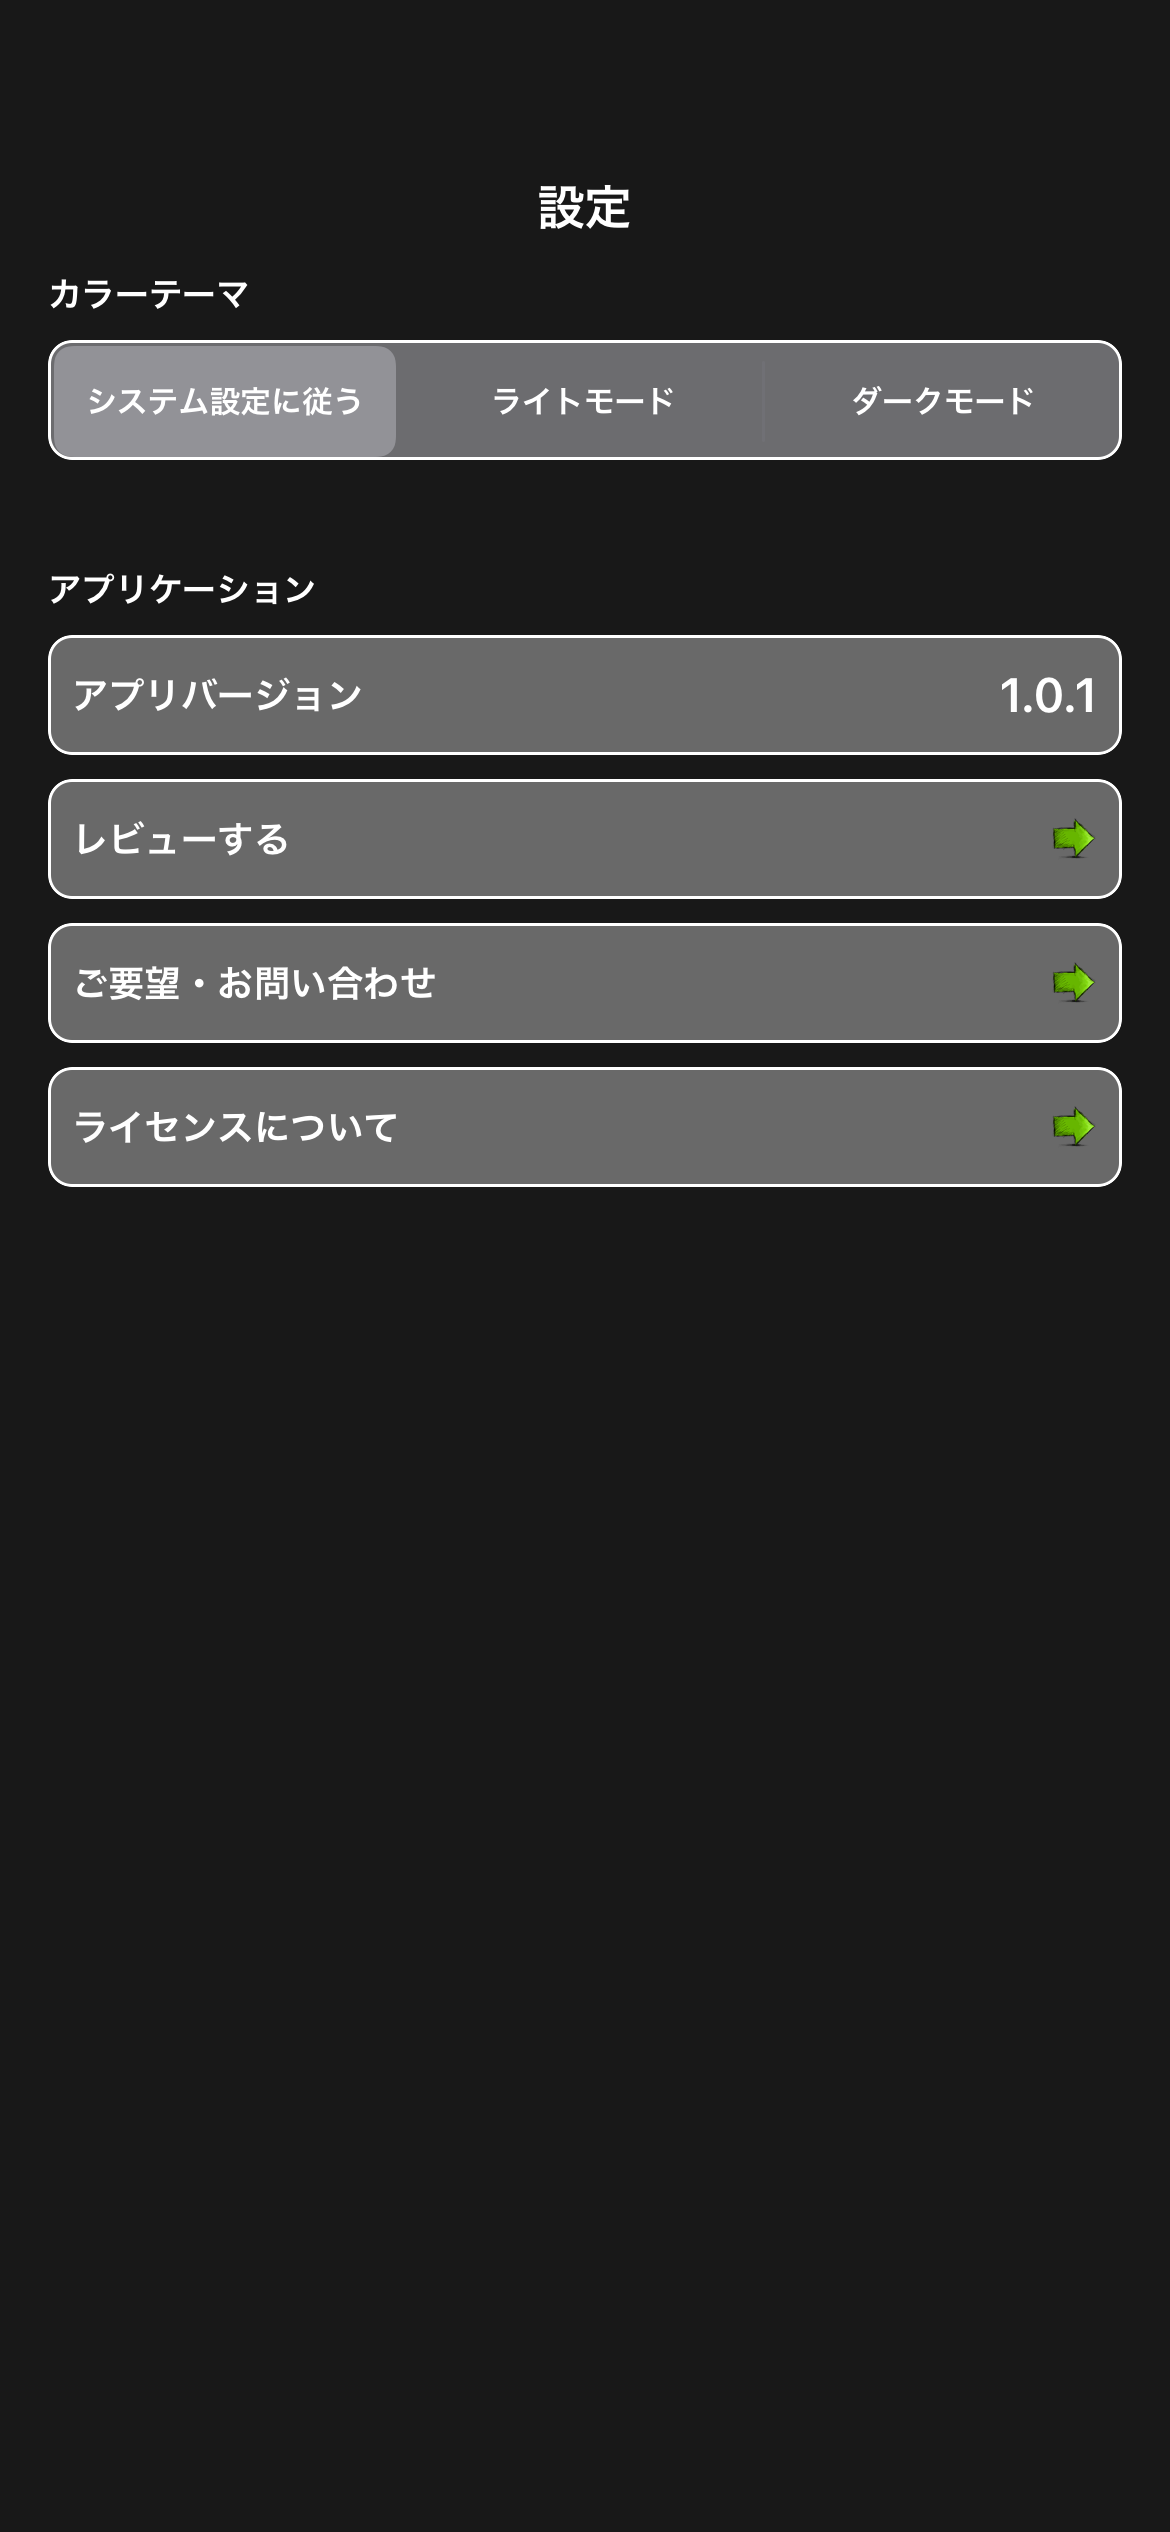 設定
カラーテーマ
システム設定に従う
ライトモード
ダークモード
アプリケーション
アプリバージョン
1.0.1
レビューする
ご要望・お問い合わせ
ライセンスについて